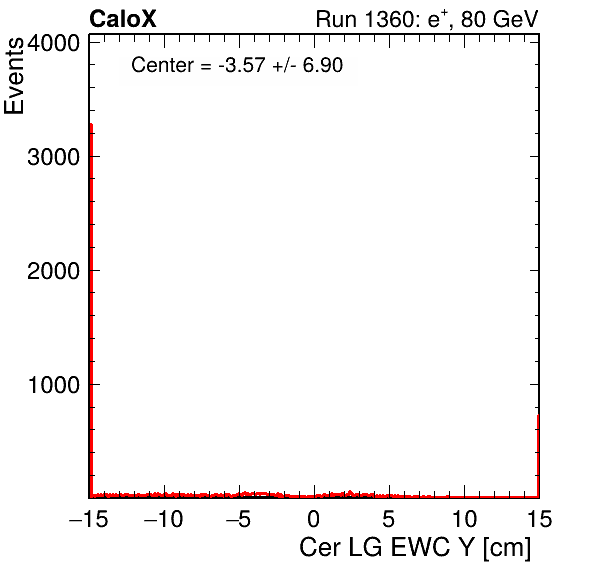 CaloX Run 1360: e⁺, 80 GeV
Center = -3.57 +/- 6.90
Events
4000
3000
2000
1000
−15 −10 −5 0 5 10 15
Cer LG EWC Y [cm]